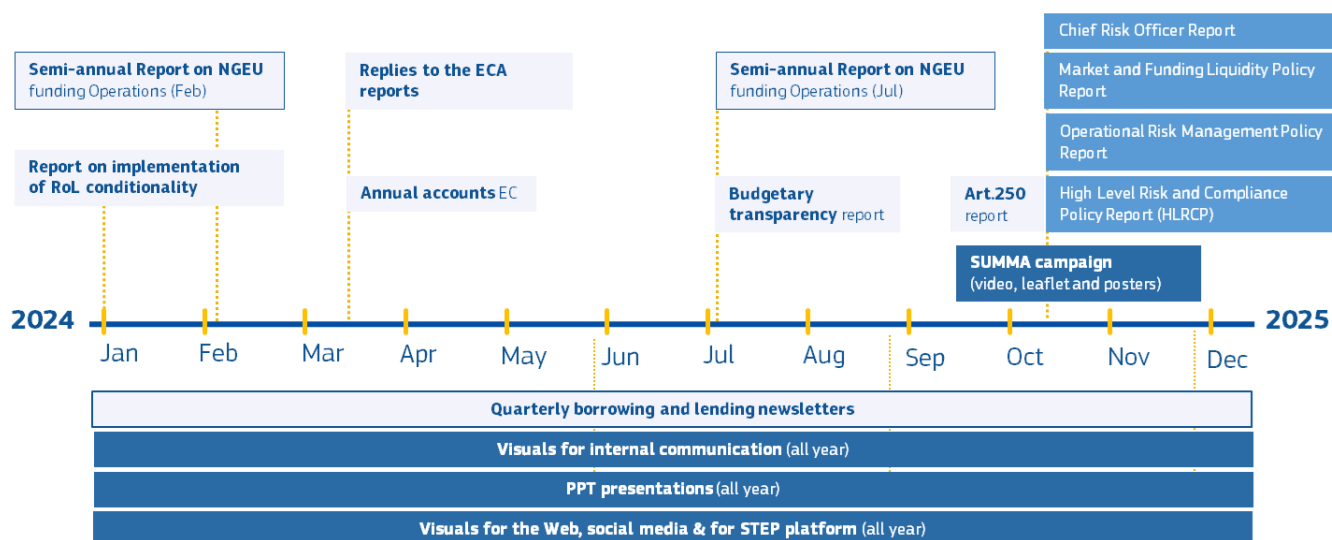 Semi-annual Report on NGEU
funding Operations (Feb)
Report on implementation
of RoL conditionality
Replies to the ECA
reports
Annual accounts EC
Semi-annual Report on NGEU
funding Operations (Jul)
Budgetary
transparency report
Art.250
report
Chief Risk Officer Report
Market and Funding Liquidity Policy
Report
Operational Risk Management Policy
Report
High Level Risk and Compliance
Policy Report (HLRCP)
SUMMA campaign
(video, leaflet and posters)
2024
2025
Jan
Feb
Mar
Apr
May
Jun
Jul
Aug
Sep
Oct
Nov
Dec
Quarterly borrowing and lending newsletters
Visuals for internal communication (all year)
PPT presentations (all year)
Visuals for the Web, social media & for STEP platform (all year)